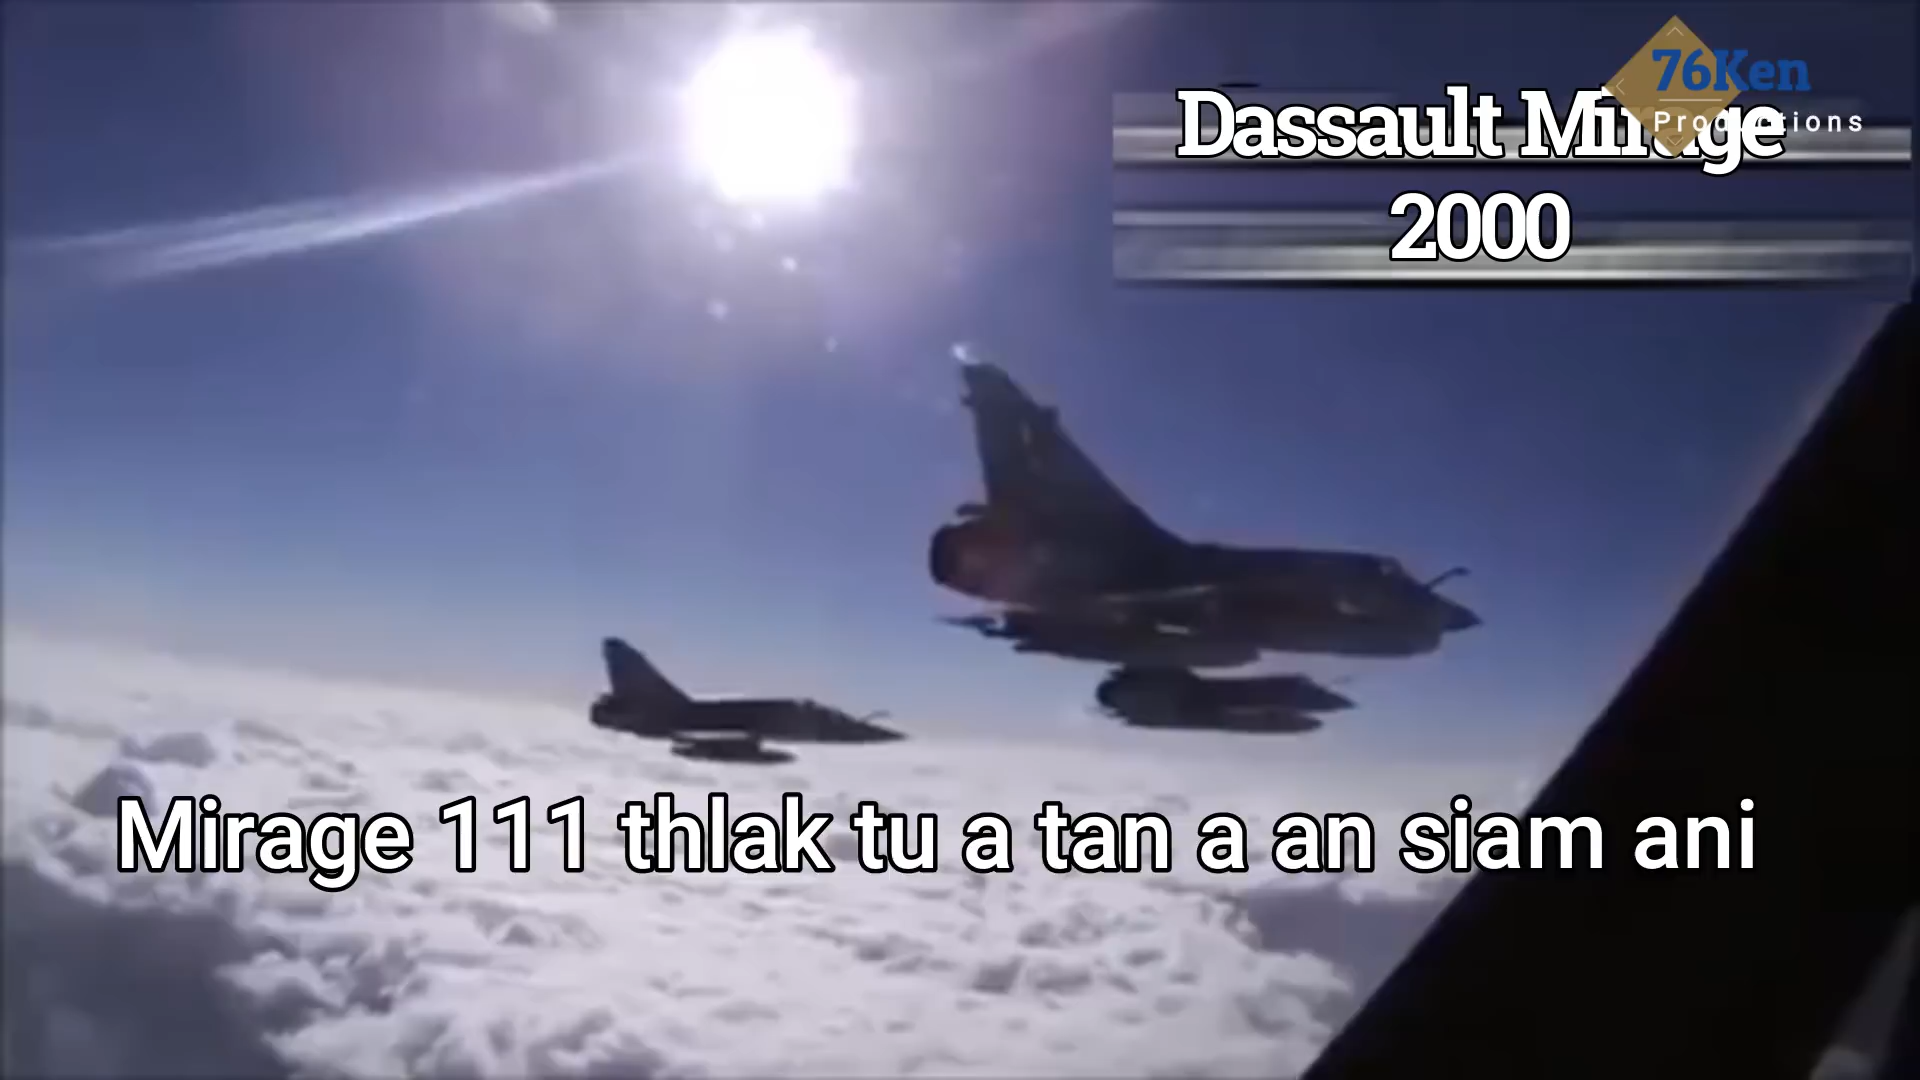 76Ken
Productions
Dassault Mirage
2000
Mirage 111 thlak tu a tan a an siam ani